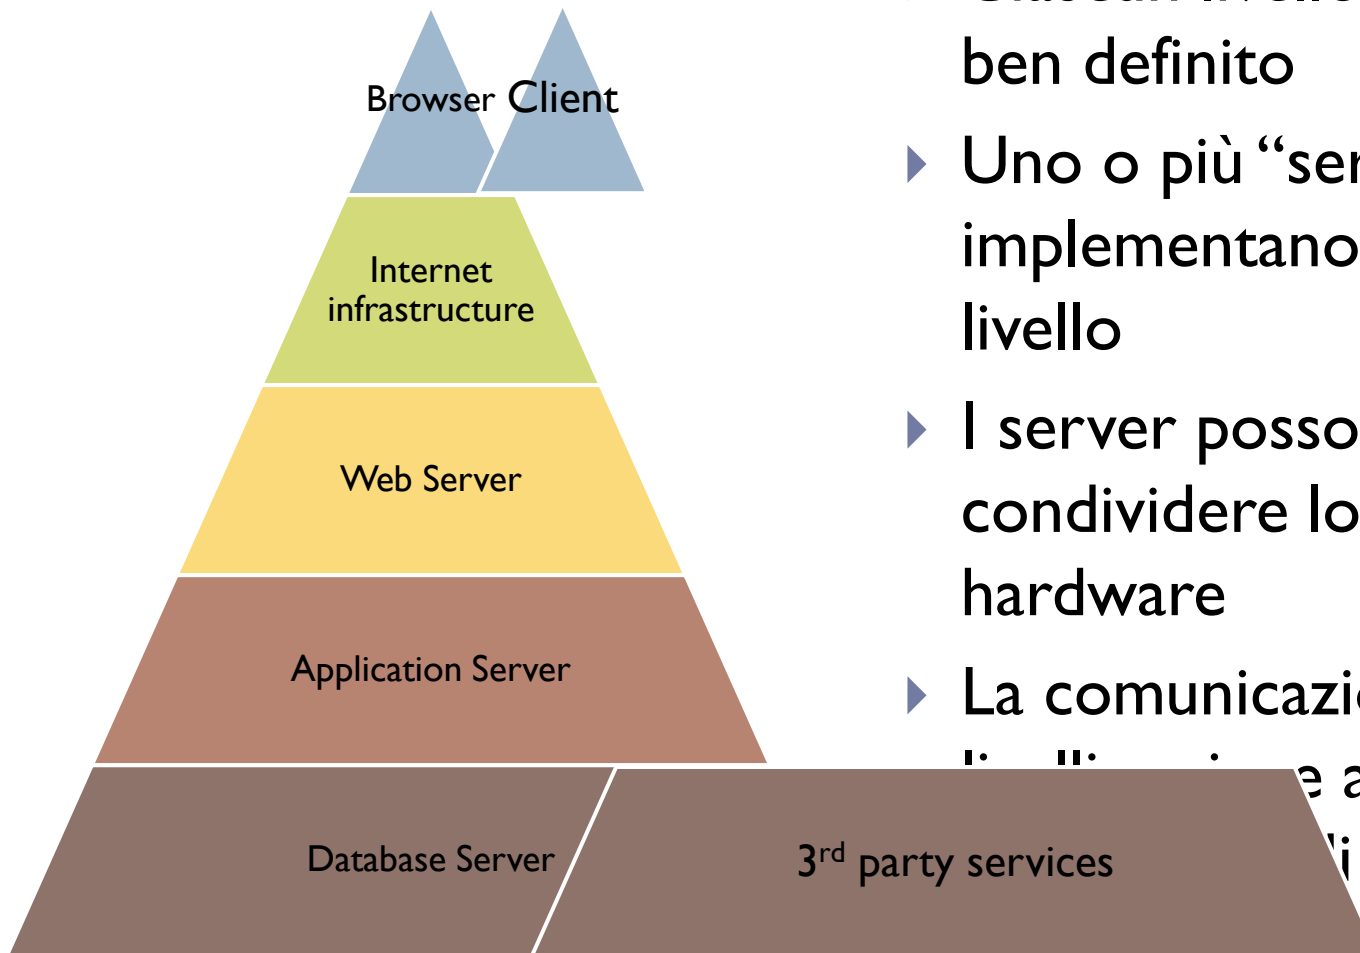 Browser Client
Internet
infrastructure
Web Server
Application Server
Database Server
3rd party services
ben definito
Uno o più “ser
implementano
livello
I server posso
condividere lo
hardware
La comunicazi
e a